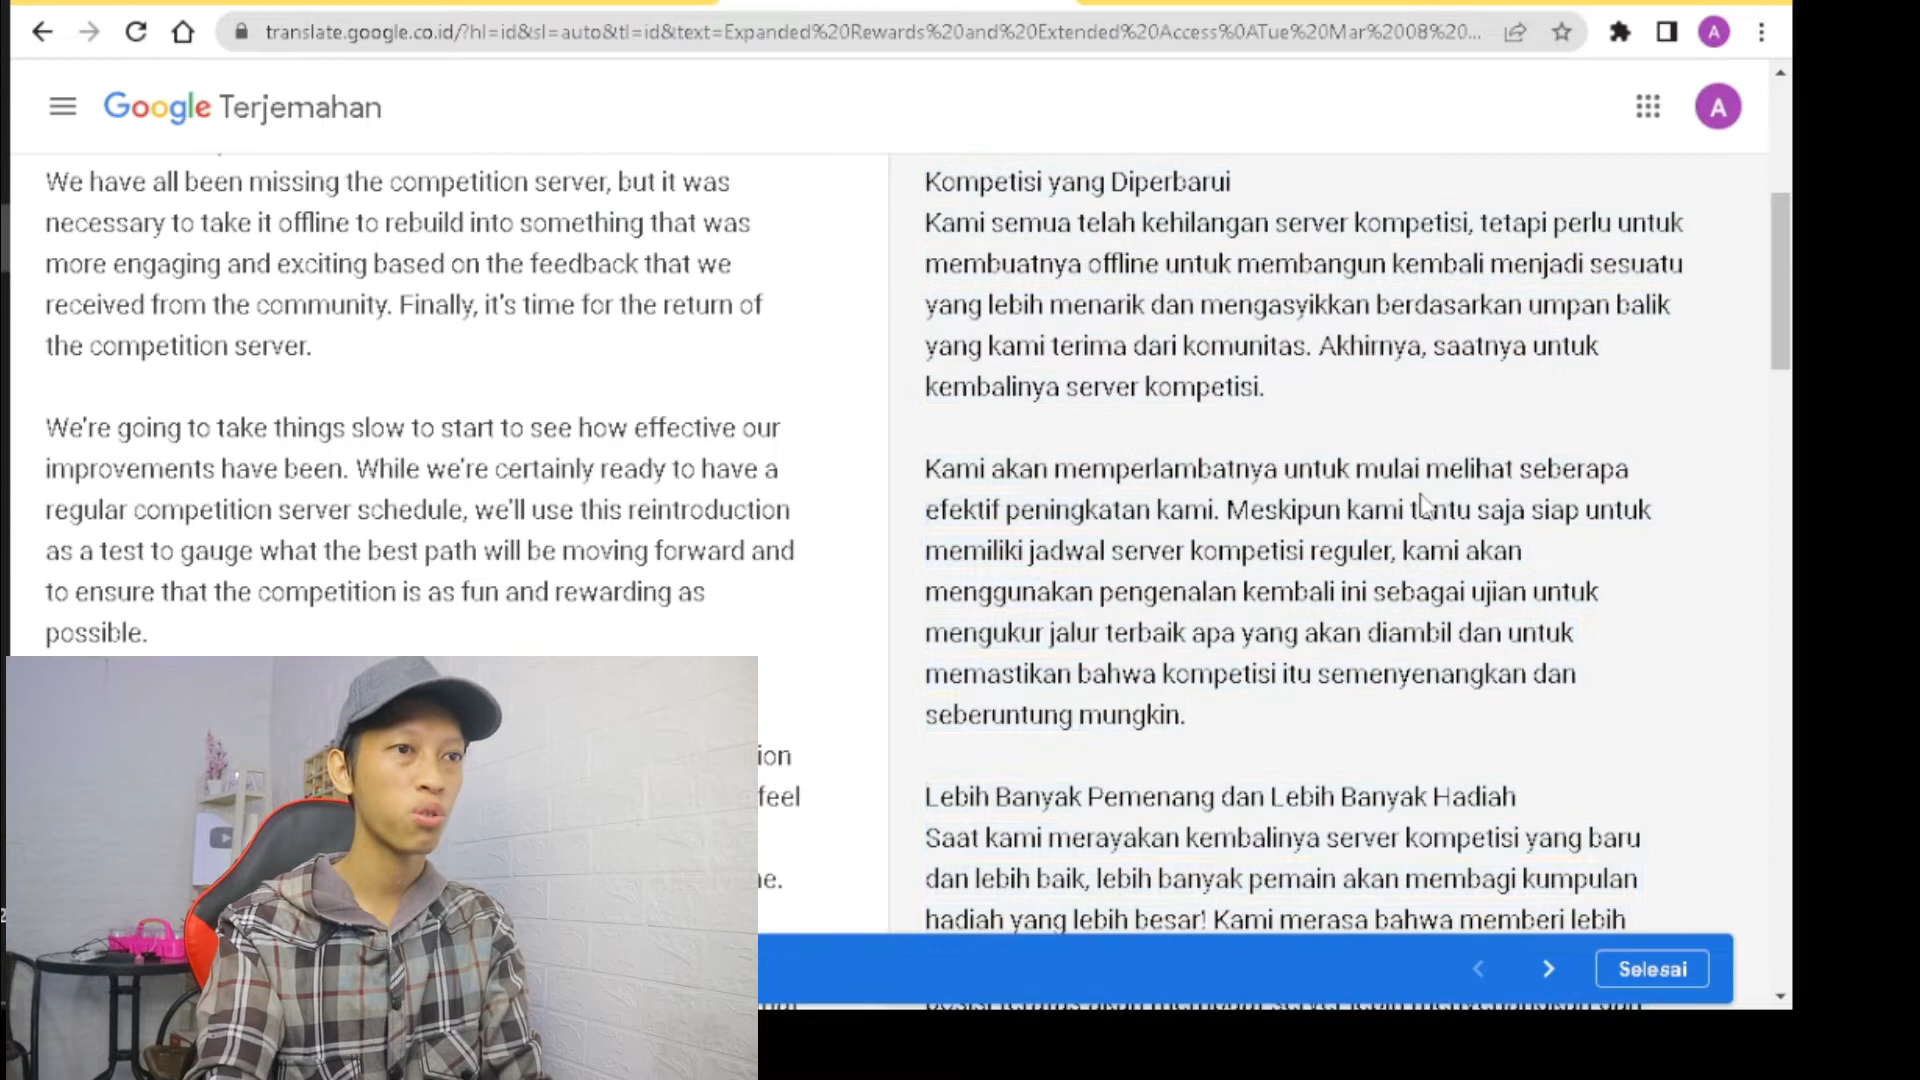 translate.google.co.id/?hl=id&sl=auto&tl=id&text=Expanded%20Rewards%20and%20Extended%20Access%0ATue%20Mar%2008%20...
A
Google Terjemahan
A
We have all been missing the competition server, but it was
necessary to take it offline to rebuild into something that was
more engaging and exciting based on the feedback that we
received from the community. Finally, it's time for the return of
the competition server.
We're going to take things slow to start to see how effective our
improvements have been. While we're certainly ready to have a
regular competition server schedule, we'll use this reintroduction
as a test to gauge what the best path will be moving forward and
to ensure that the competition is as fun and rewarding as
possible.
ion
feel
Kompetisi yang Diperbarui
Kami semua telah kehilangan server kompetisi, tetapi perlu untuk
membuatnya offline untuk membangun kembali menjadi sesuatu
yang lebih menarik dan mengasyikkan berdasarkan umpan balik
yang kami terima dari komunitas. Akhirnya, saatnya untuk
kembalinya server kompetisi.
Kami akan memperlambatnya untuk mulai melihat seberapa
efektif peningkatan kami. Meskipun kami tentu saja siap untuk
memiliki jadwal server kompetisi reguler, kami akan
menggunakan pengenalan kembali ini sebagai ujian untuk
mengukur jalur terbaik apa yang akan diambil dan untuk
memastikan bahwa kompetisi itu semenyenangkan dan
seberuntung mungkin.
Lebih Banyak Pemenang dan Lebih Banyak Hadiah
Saat kami merayakan kembalinya server kompetisi yang baru
dan lebih baik, lebih banyak pemain akan membagi kumpulan
hadiah yang lebih besar! Kami merasa bahwa memberi lebih
Selesai